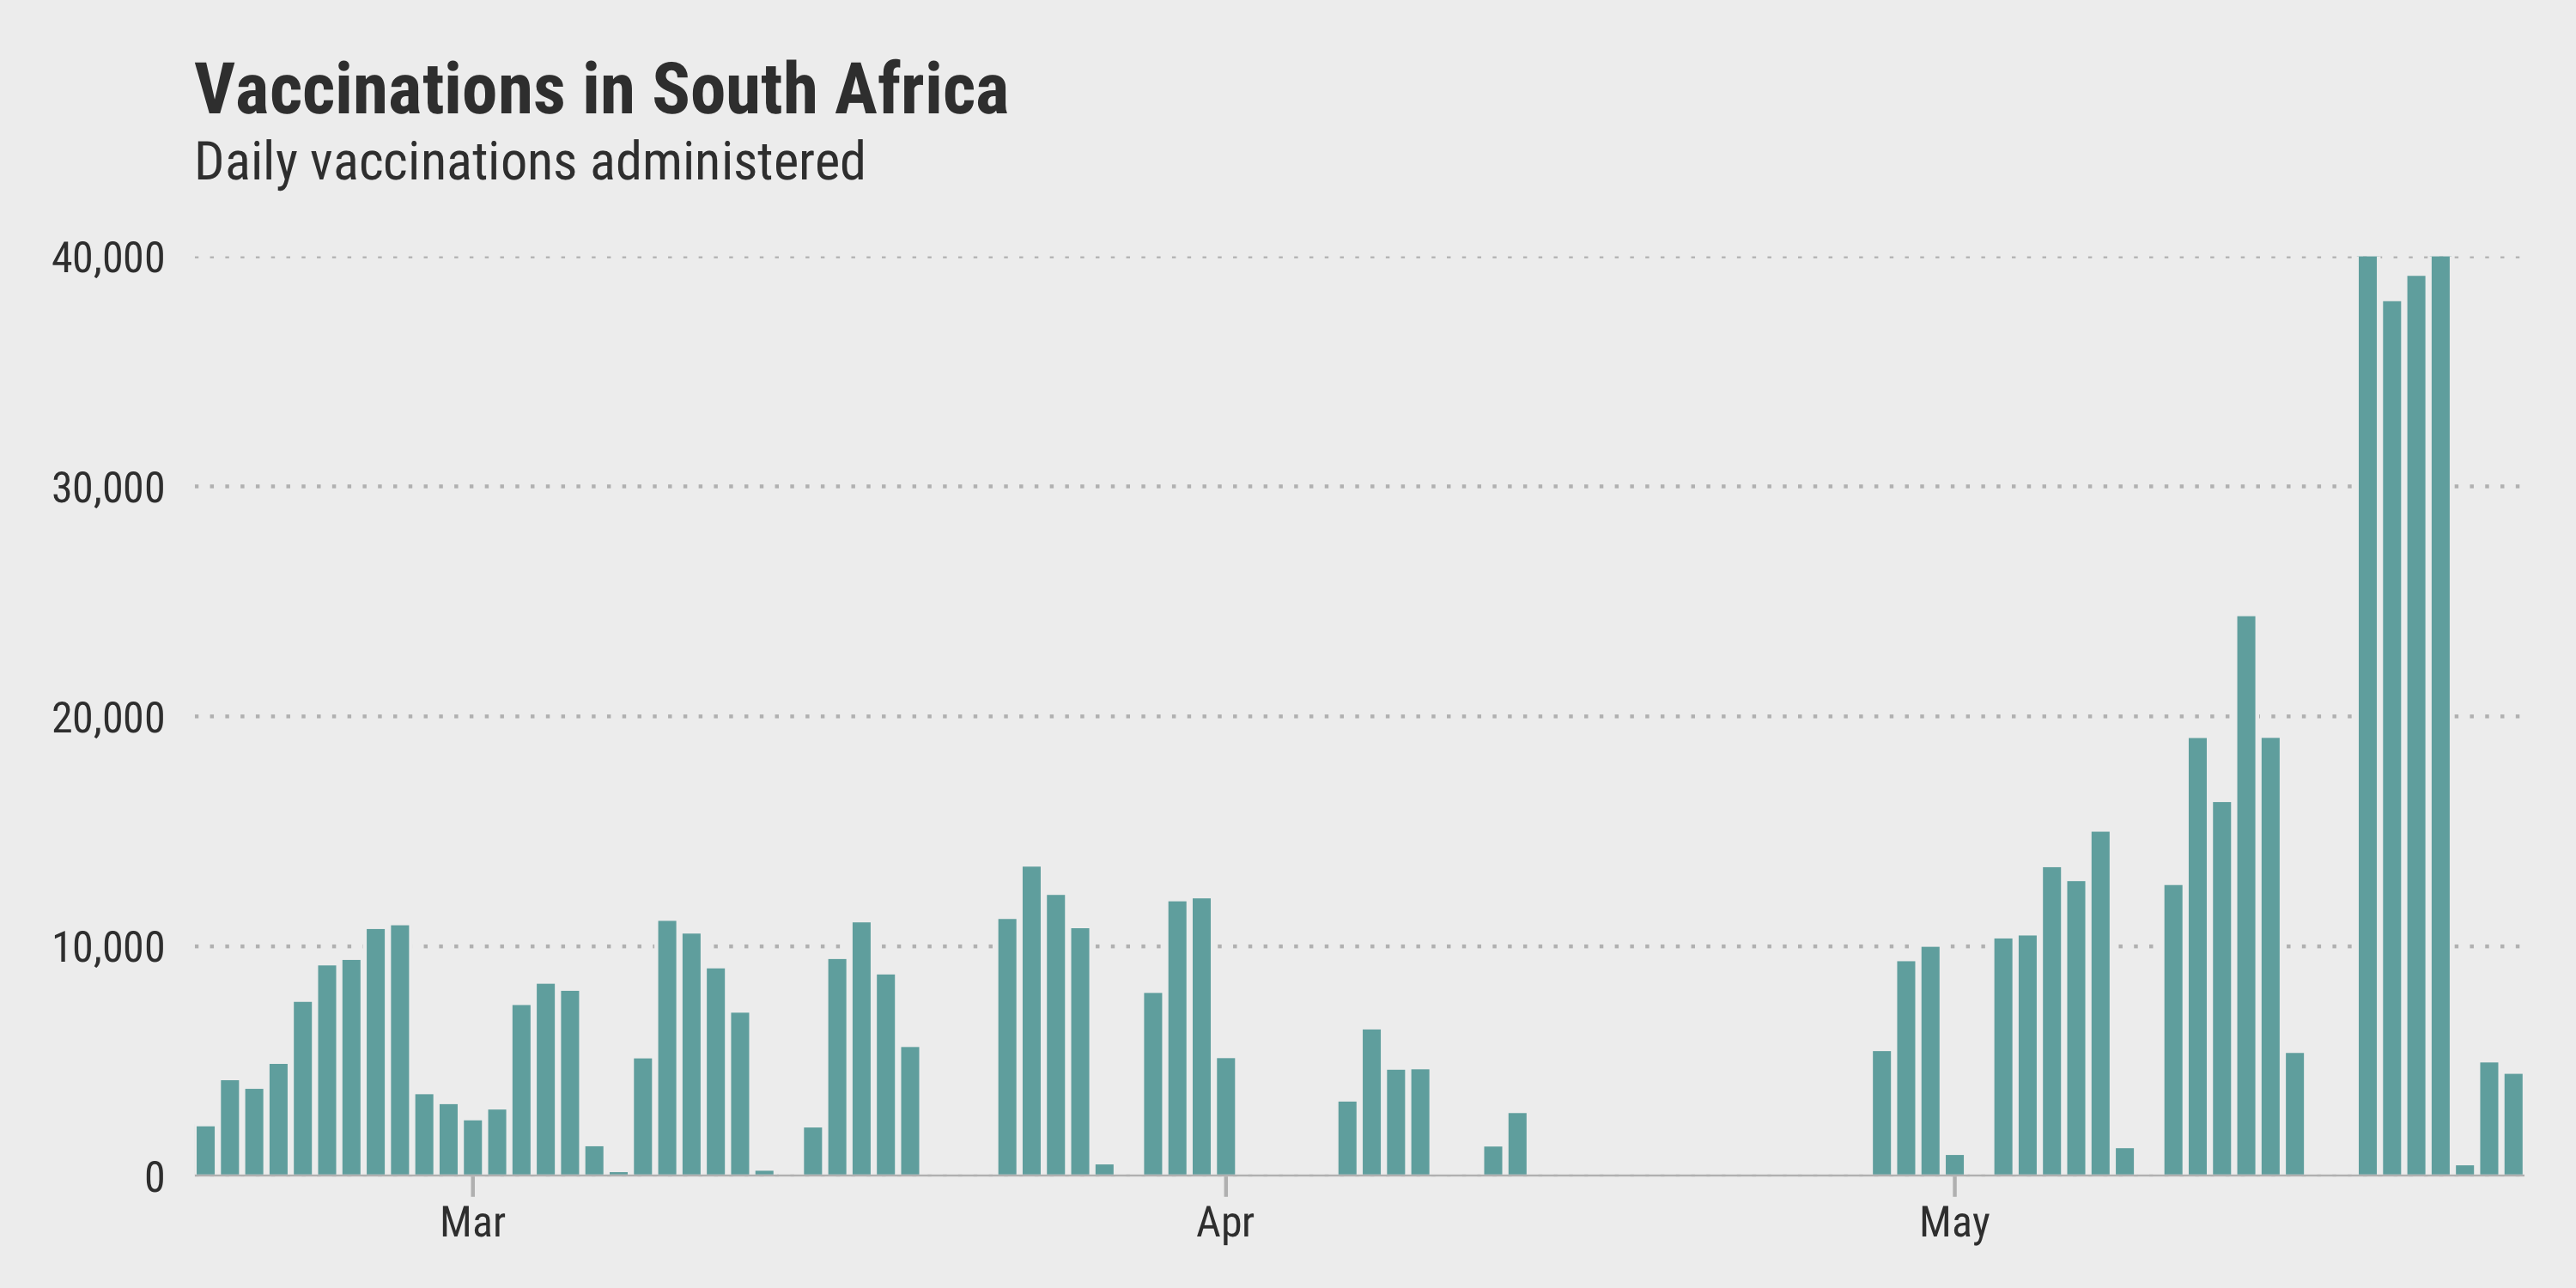 Vaccinations in South Africa
Daily vaccinations administered
40,000
30,000
20,000
10,000
0
Mar Apr May